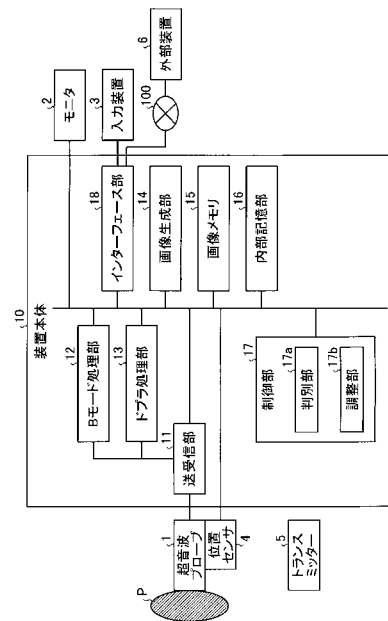 10
装置本体
2
モニタ
3
入力装置
6
外部装置
100
12
Bモード処理部
13
ドプラ処理部
11
送受信部
18
インターフェース部
14
画像生成部
15
画像メモリ
16
内部記憶部
17
制御部
17a
判別部
17b
調整部
P
1
超音波
プローブ
位置
センサ
4
5
トランス
ミッター